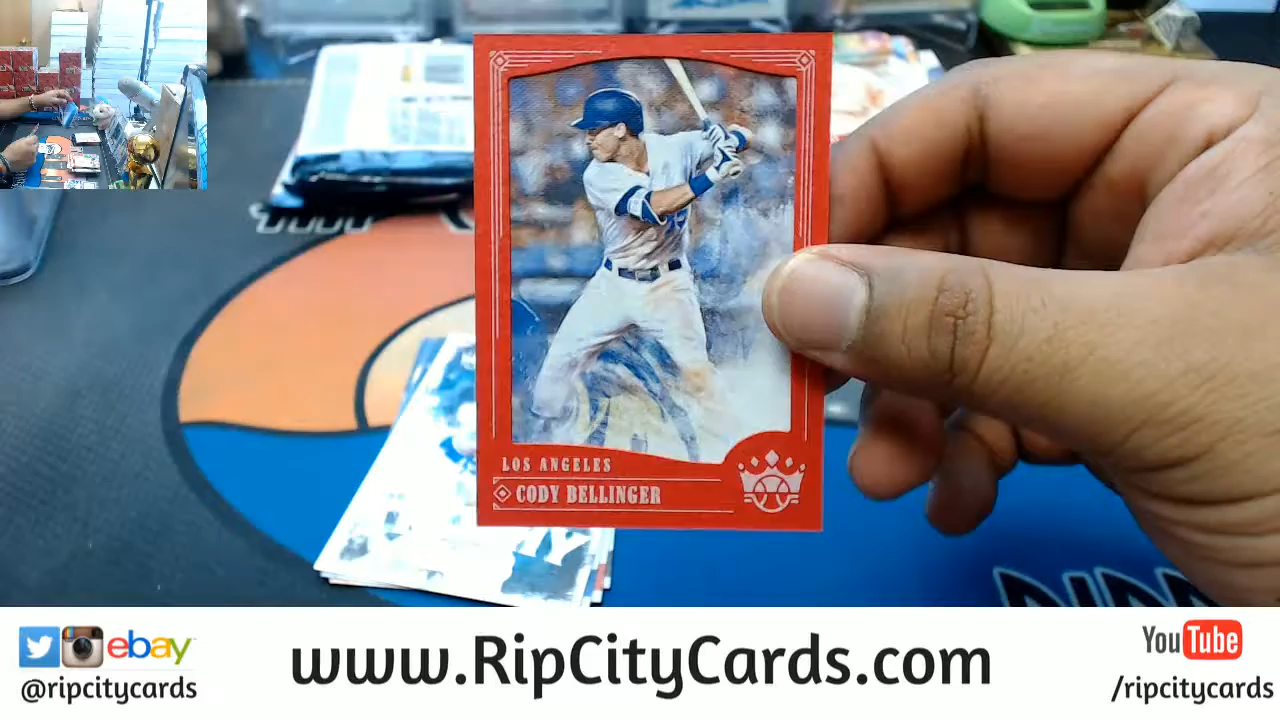 LOS ANGELES
CODY BELLINGER
ebay
@ripcitycards
www.RipCityCards.com
YouTube
/ripcitycards